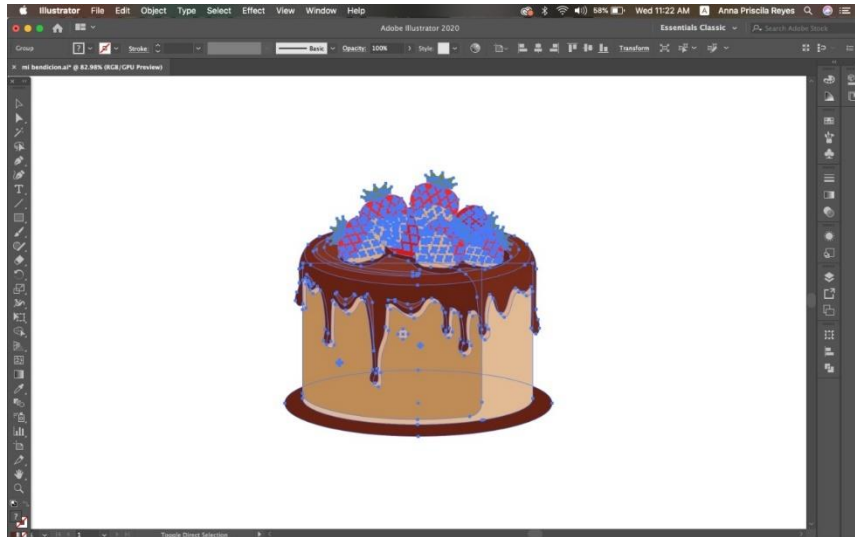 Illustrator File Edit Object Type Select Effect View Window Help 58% Wed 11:22 AM A Anna Priscila Reyes
Adobe Illustrator 2020 Essentials Classic Search Adobe Stock
Group ? Stroke: Basic Opacity: 100% Style: Transform
× mi bendicion.ai* @ 82.98% (RGB/GPU Preview)
1 Toggle Direct Selection